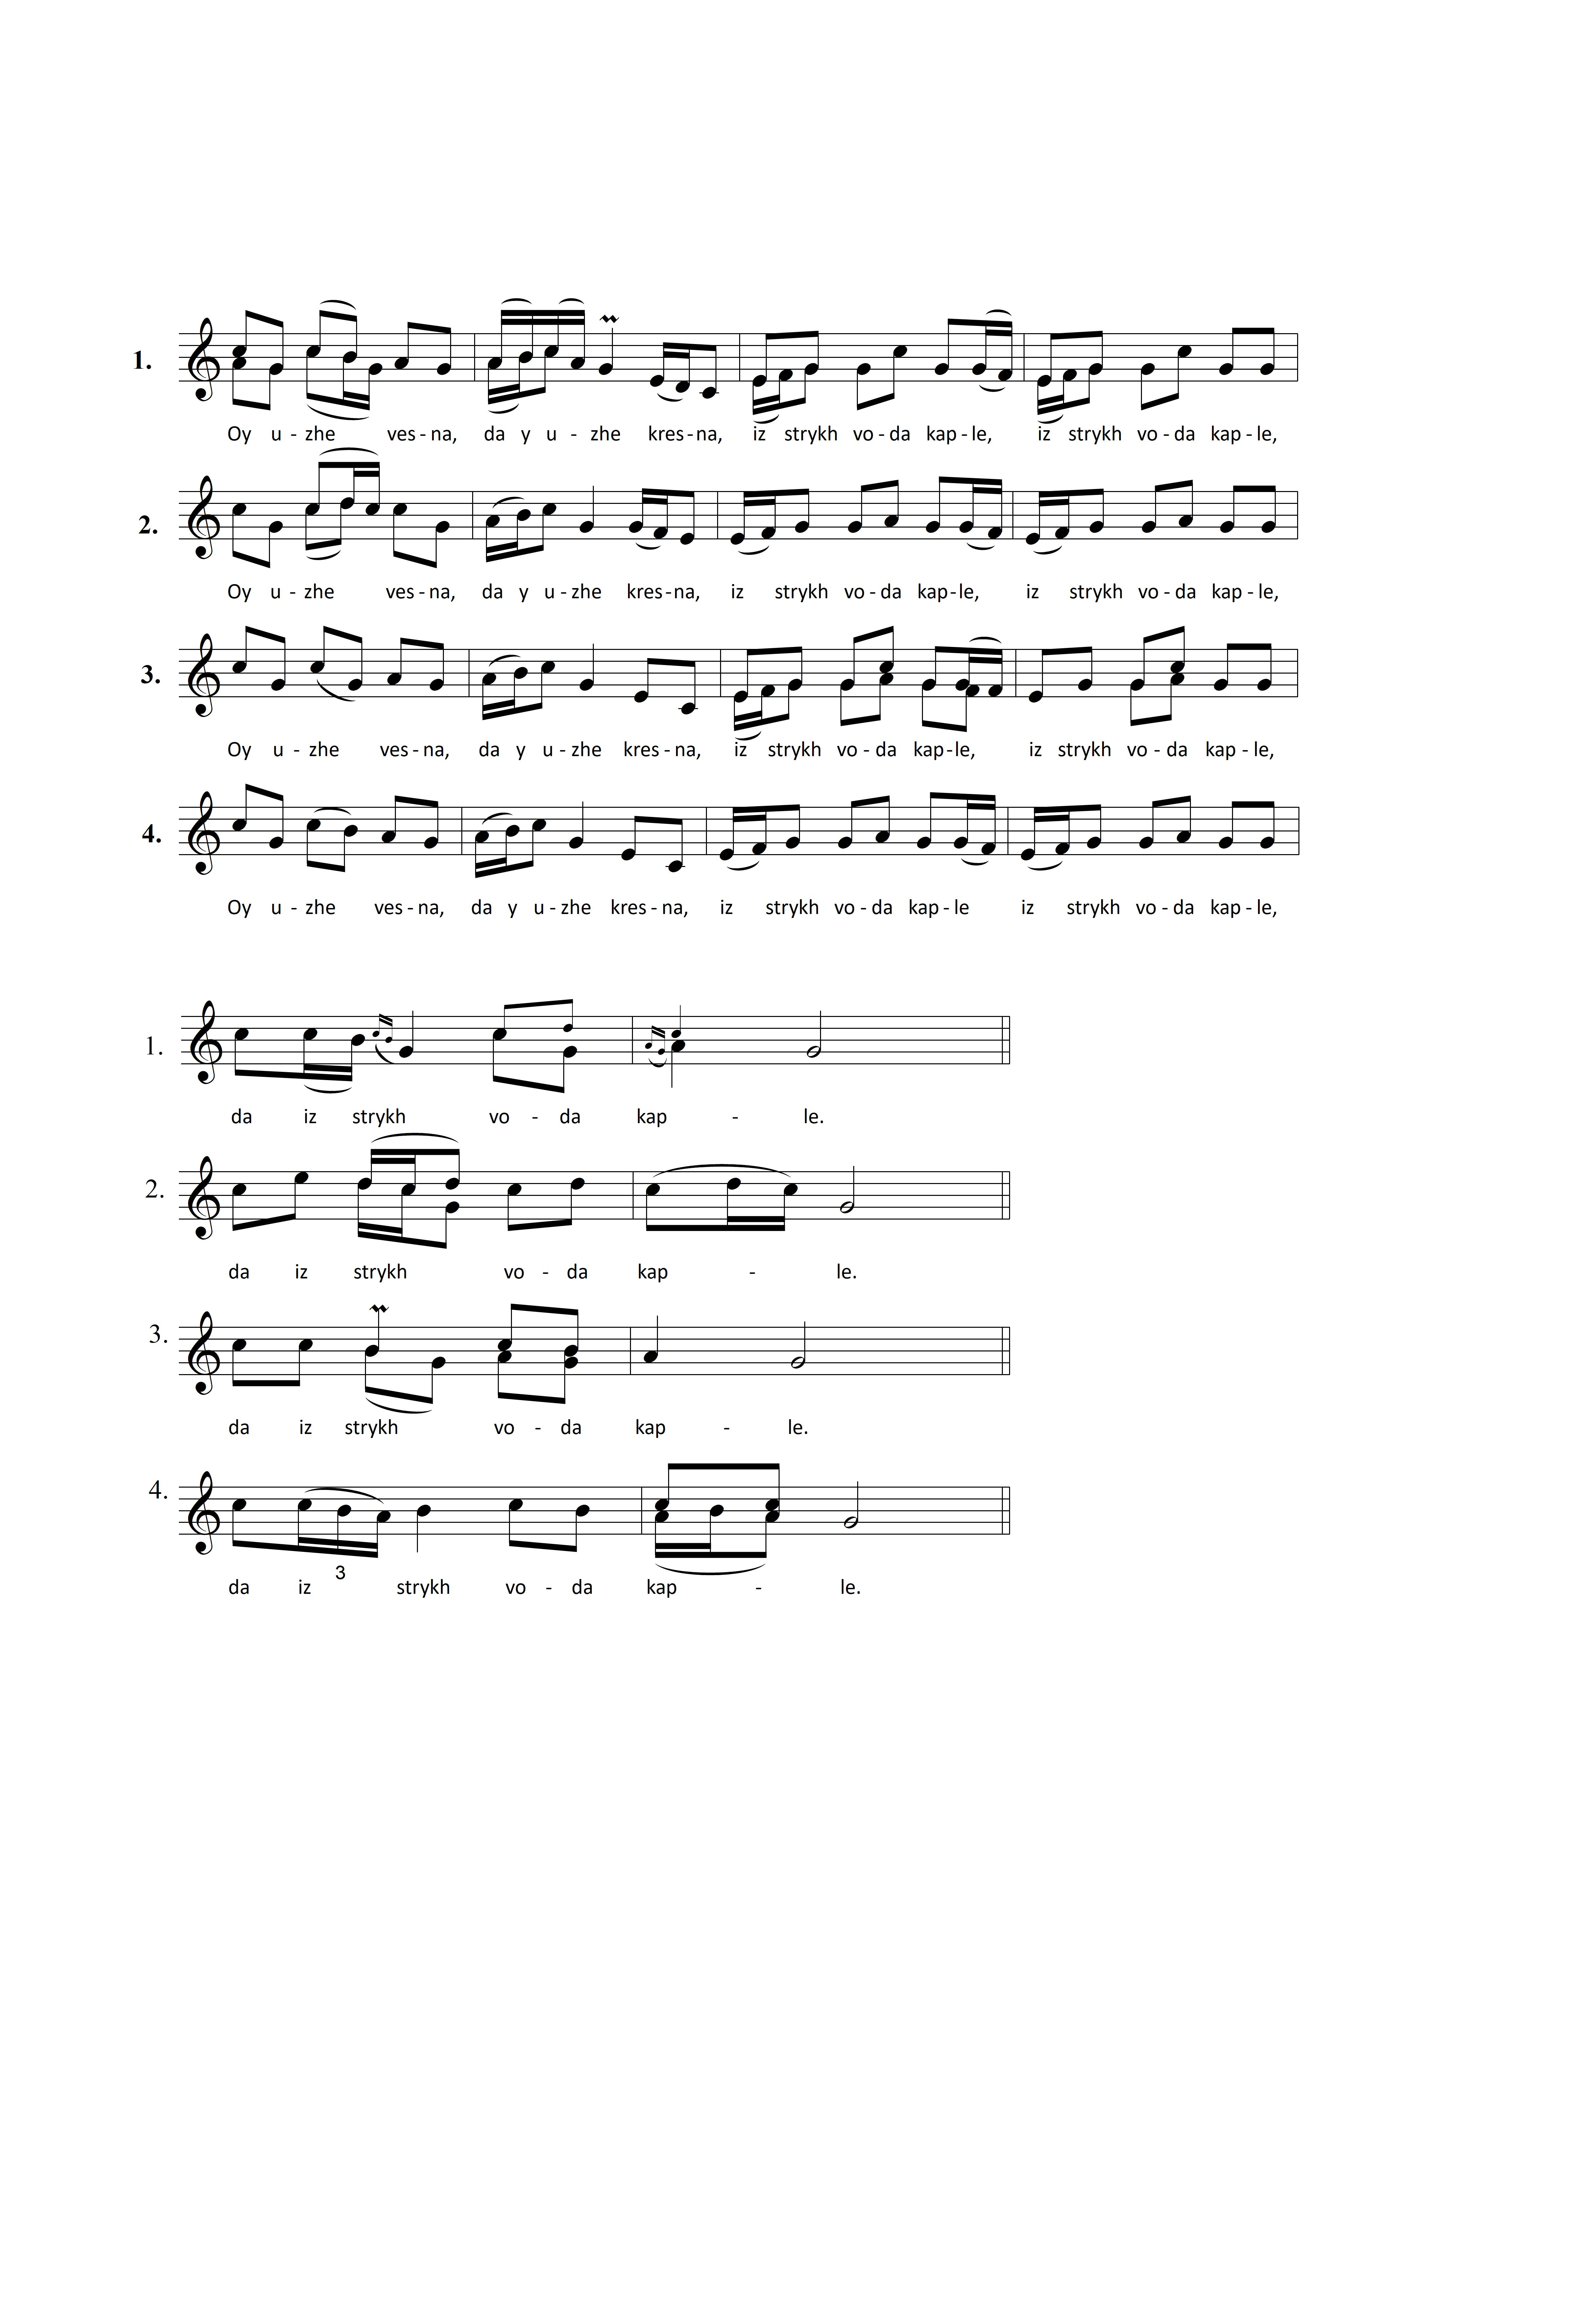 1.
Oy u - zhe ves - na, da y u - zhe kres - na, iz strykh vo - da kap - le, iz strykh vo - da kap - le,
2.
Oy u - zhe ves - na, da y u - zhe kres - na, iz strykh vo - da kap - le, iz strykh vo - da kap - le,
3.
Oy u - zhe ves - na, da y u - zhe kres - na, iz strykh vo - da kap - le, iz strykh vo - da kap - le,
4.
Oy u - zhe ves - na, da y u - zhe kres - na, iz strykh vo - da kap - le iz strykh vo - da kap - le,
1.
da iz strykh vo - da kap - le.
2.
da iz strykh vo - da kap - le.
3.
da iz strykh vo - da kap - le.
4.
3
da iz strykh vo - da kap - le.